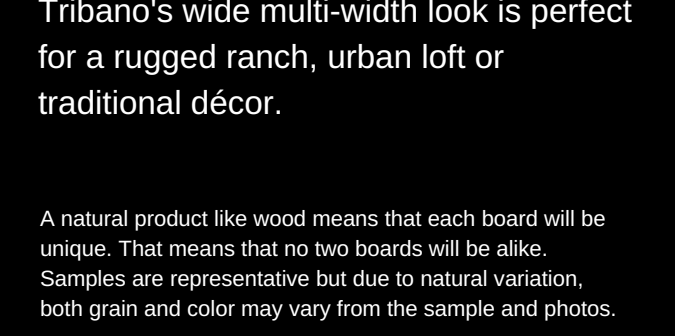 Tribano's wide multi-width look is perfect
for a rugged ranch, urban loft or
traditional décor.
A natural product like wood means that each board will be
unique. That means that no two boards will be alike.
Samples are representative but due to natural variation,
both grain and color may vary from the sample and photos.